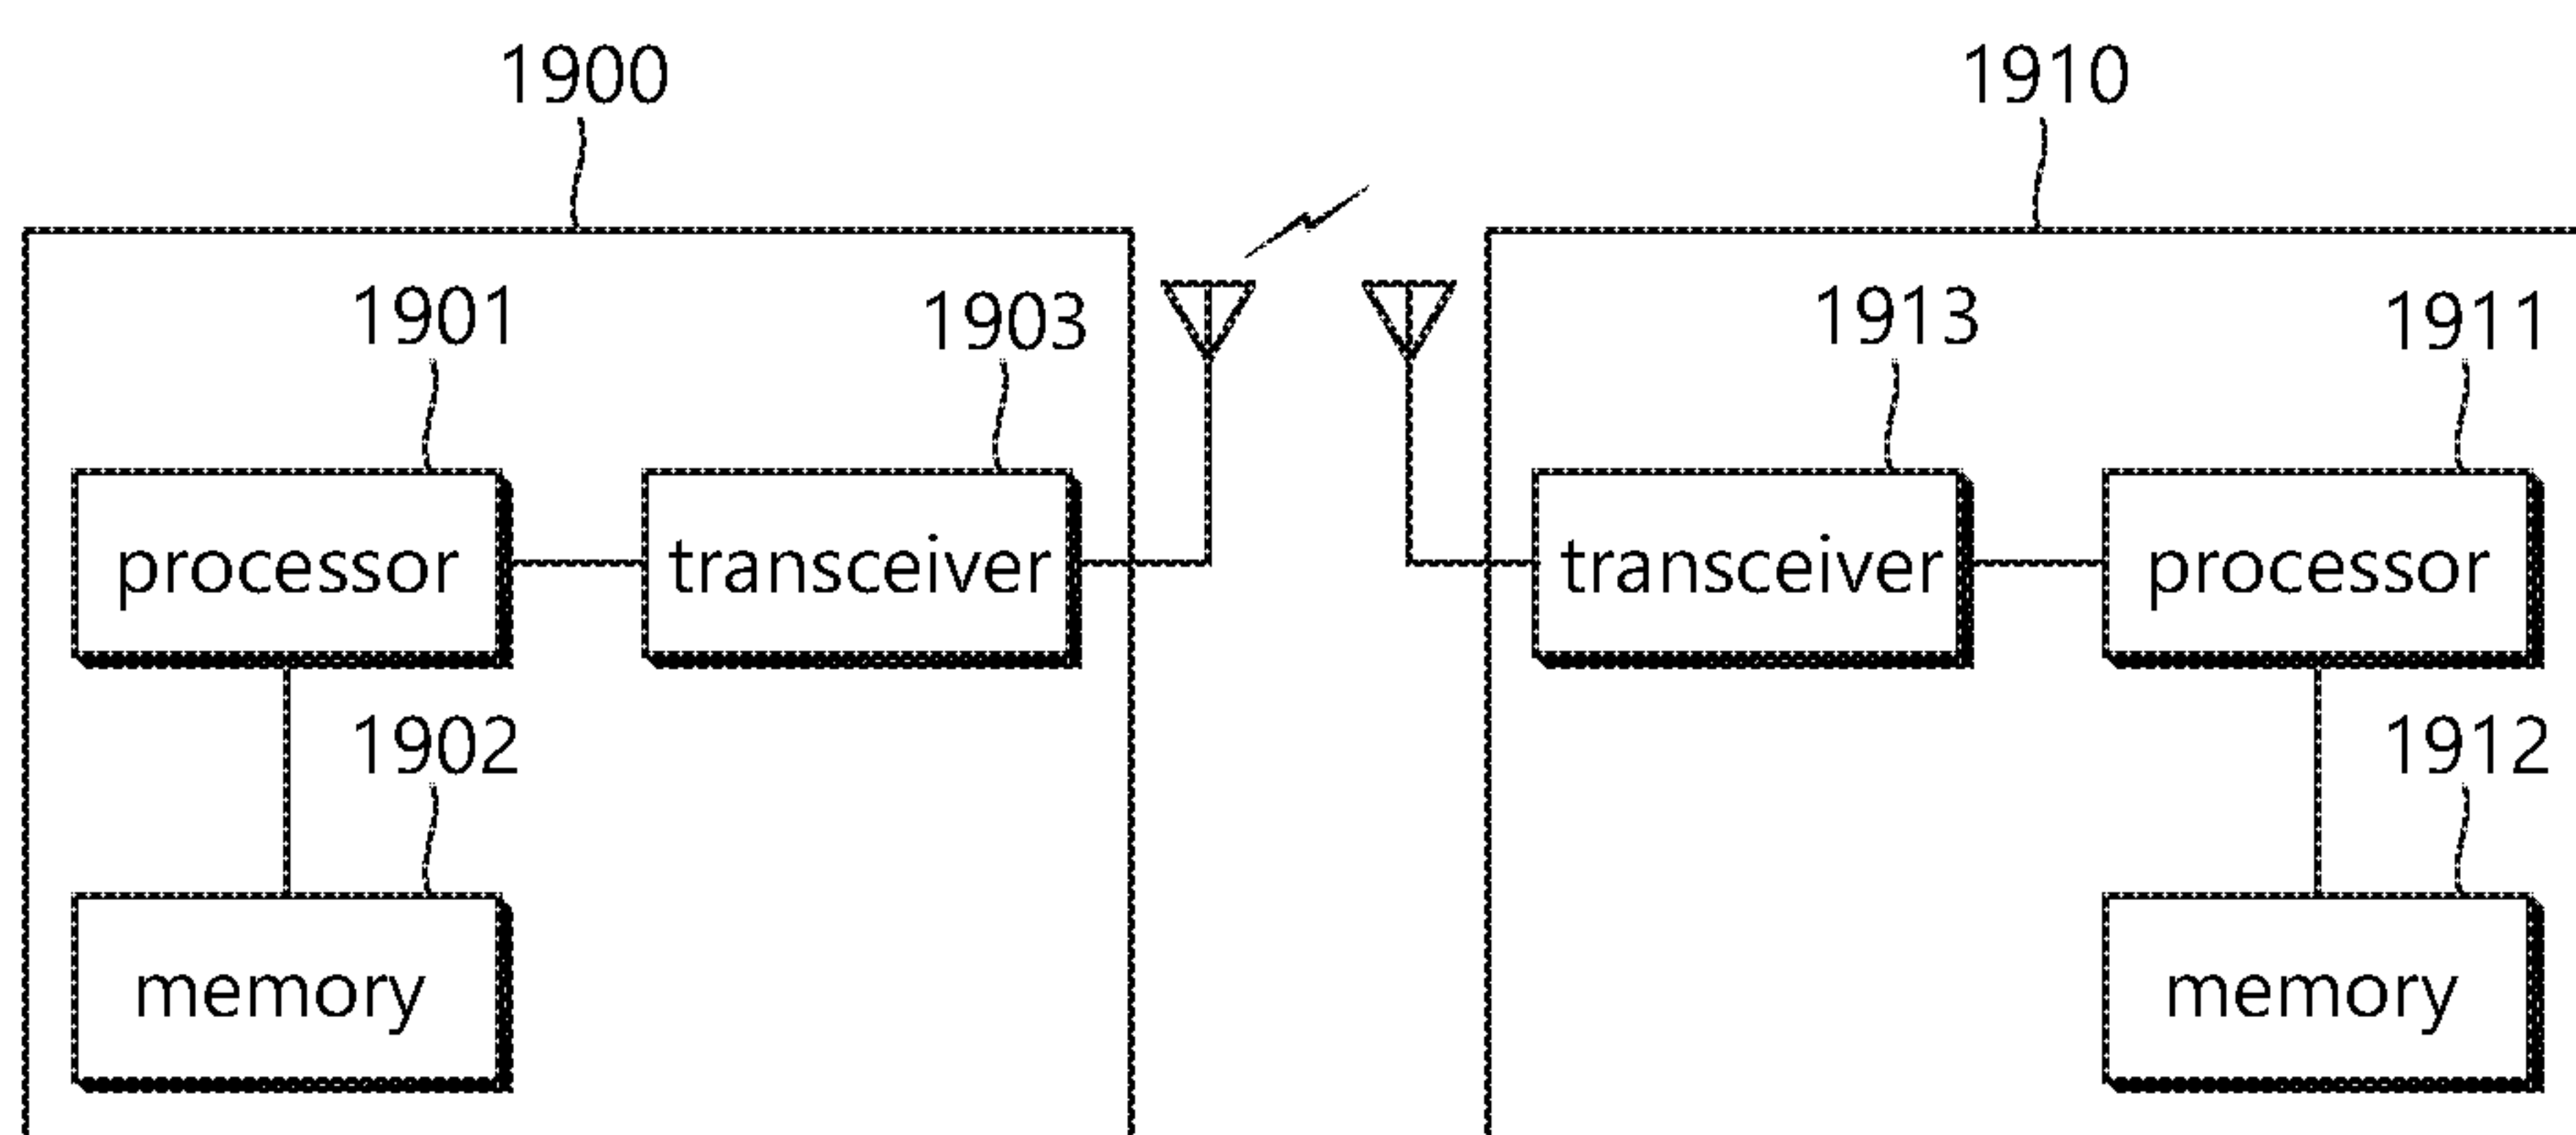 1900 1910
1901 1903 1913 1911
processor transceiver transceiver processor
1902 1912
memory memory